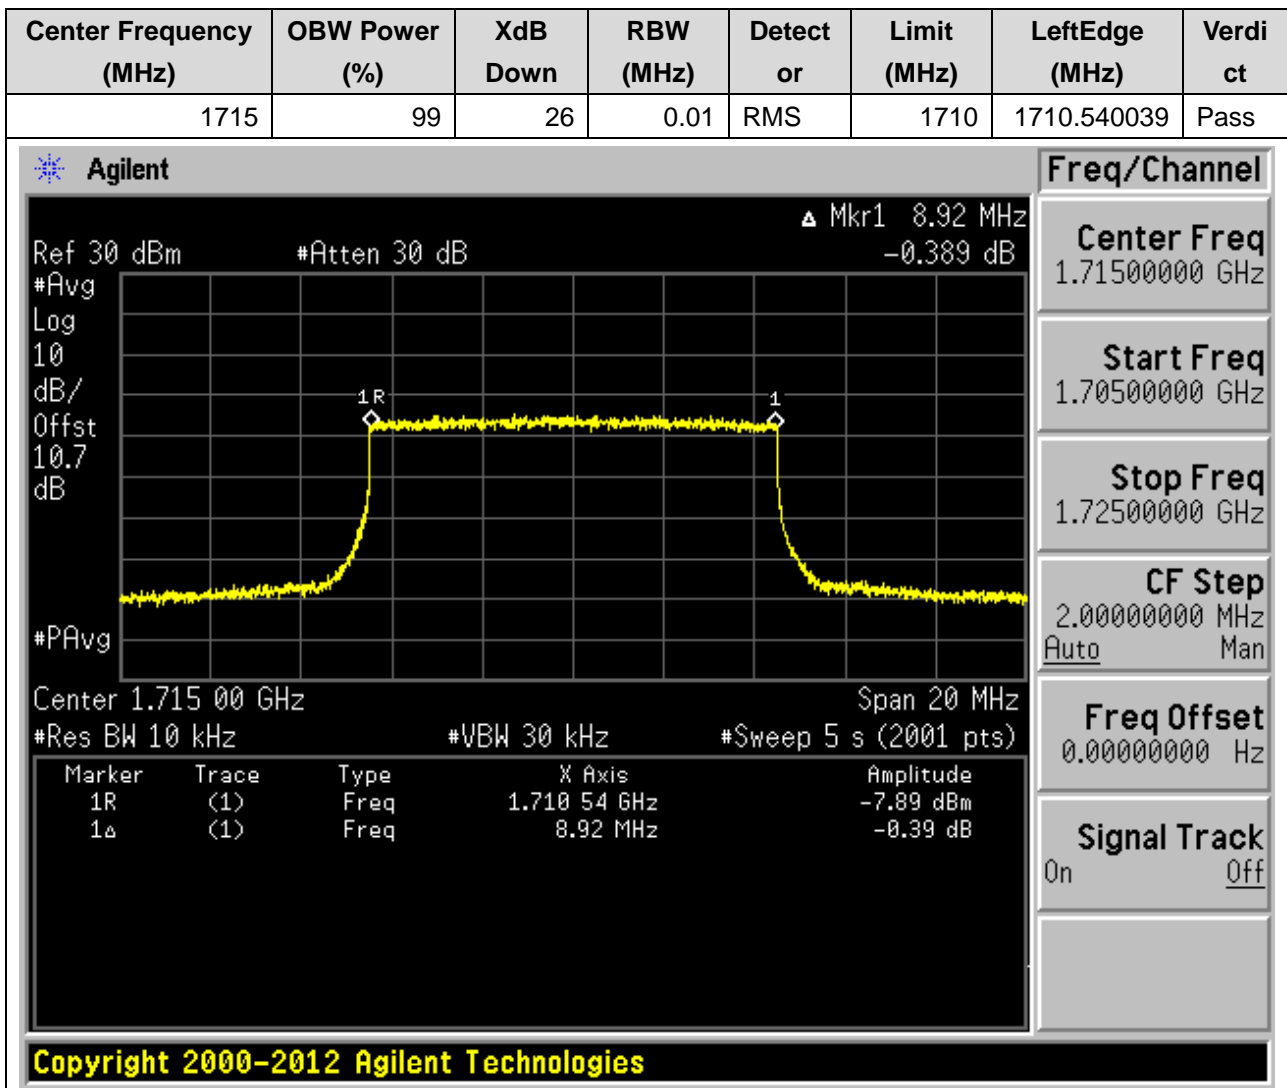 Center Frequency (MHz) OBW Power (%) XdB Down RBW (MHz) Detect or Limit (MHz) LeftEdge (MHz) Verdi ct
1715 99 26 0.01 RMS 1710 1710.540039 Pass
Agilent
Freq/Channel
Δ Mkr1 8.92 MHz
Ref 30 dBm #Atten 30 dB -0.389 dB
#Avg
Log
10
dB/
Offst
10.7
dB
1R
1
#PAvg
Center 1.715 00 GHz Span 20 MHz
#Res BW 10 kHz #VBW 30 kHz #Sweep 5 s (2001 pts)
Marker Trace Type X Axis Amplitude
1R (1) Freq 1.710 54 GHz -7.89 dBm
1Δ (1) Freq 8.92 MHz -0.39 dB
Center Freq
1.71500000 GHz
Start Freq
1.70500000 GHz
Stop Freq
1.72500000 GHz
CF Step
2.00000000 MHz
Auto Man
Freq Offset
0.00000000 Hz
Signal Track
On Off
Copyright 2000-2012 Agilent Technologies